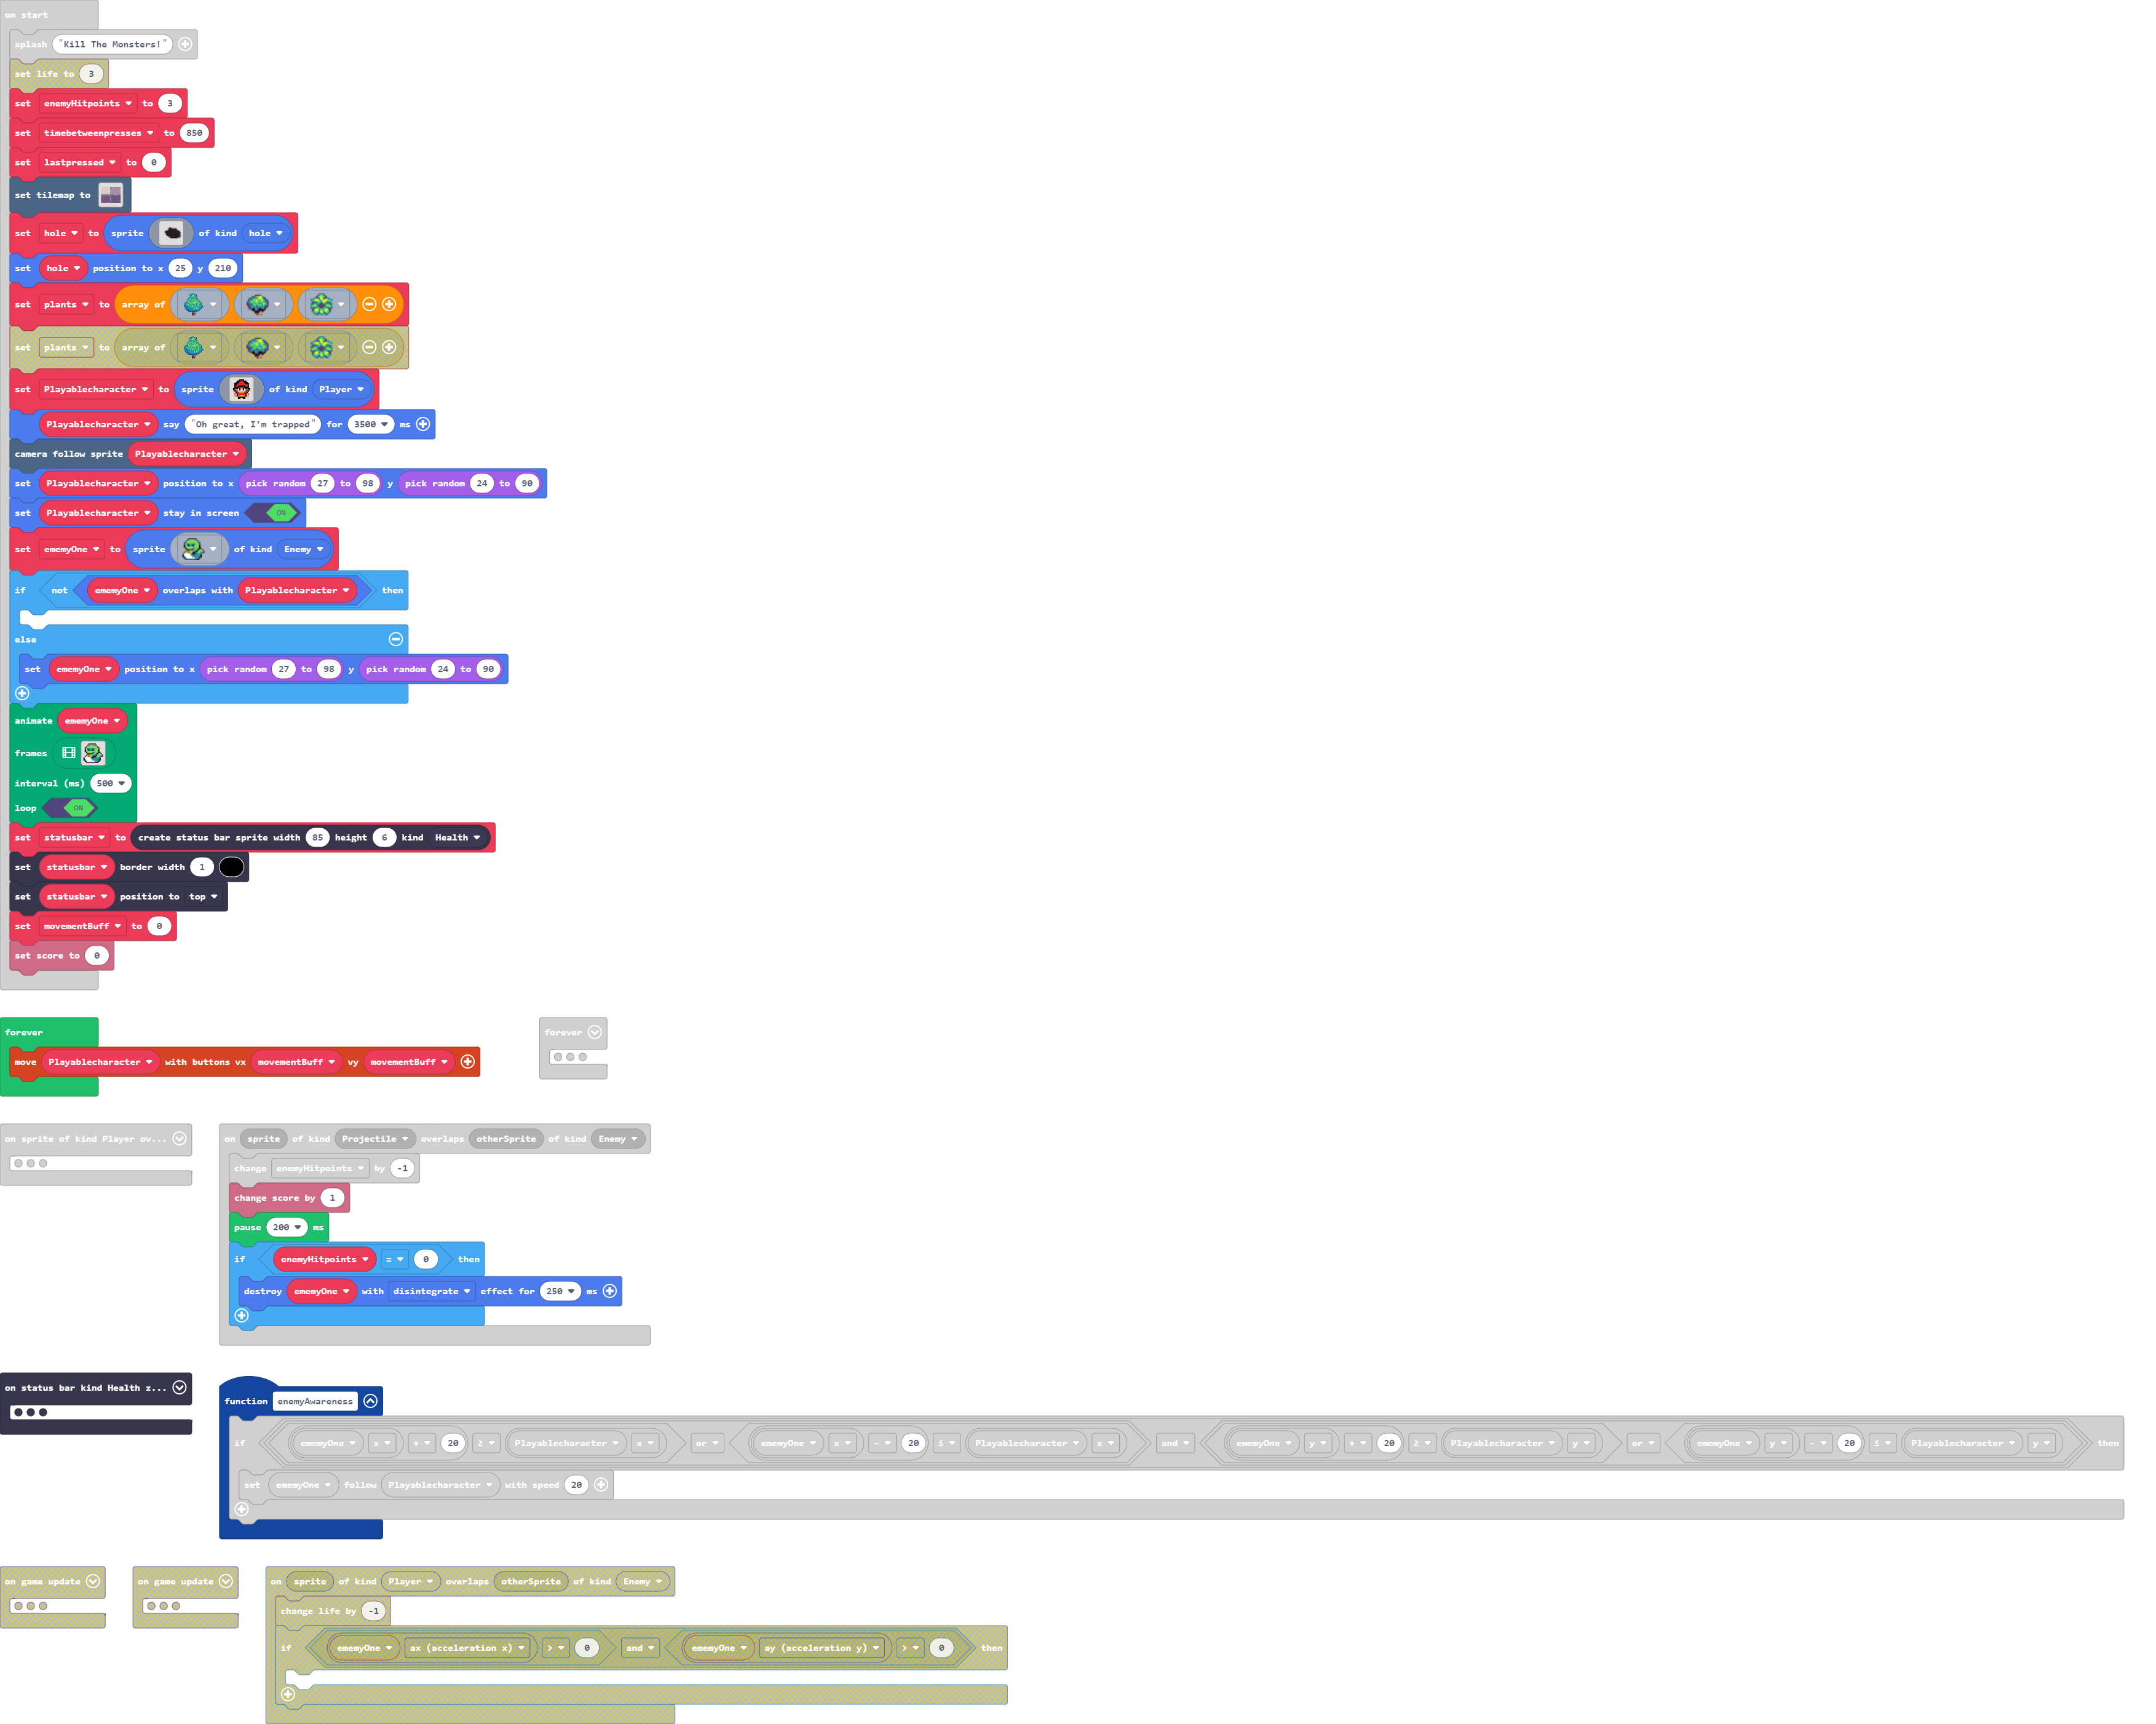 on start
splash "Kill The Monsters!"
set life to 3
set enemyHitpoints to 3
set timebetweenpresses to 850
set lastpressed to 0
set tilemap to
set hole to sprite of kind hole
set hole position to x 25 y 210
set plants to array of
set plants to array of
set Playablecharacter to sprite of kind Player
Playablecharacter say "Oh great, I'm trapped" for 3500 ms
camera follow sprite Playablecharacter
set Playablecharacter position to x pick random 27 to 98 y pick random 24 to 90
set Playablecharacter stay in screen ON
set ememyOne to sprite of kind Enemy
if not ememyOne overlaps with Playablecharacter then
else
set ememyOne position to x pick random 27 to 98 y pick random 24 to 90
animate ememyOne
frames
interval (ms) 500
loop ON
set statusbar to create status bar sprite width 85 height 6 kind Health
set statusbar border width 1
set statusbar position to top
set movementBuff to 0
set score to 0
forever
move Playablecharacter with buttons vx movementBuff vy movementBuff
forever
on sprite of kind Player ov...
on sprite of kind Projectile overlaps otherSprite of kind Enemy
change enemyHitpoints by -1
change score by 1
pause 200 ms
if enemyHitpoints = 0 then
destroy ememyOne with disintegrate effect for 250 ms
on status bar kind Health z...
function enemyAwareness
if ememyOne x + 20 ≥ Playablecharacter x or ememyOne x - 20 ≤ Playablecharacter x and ememyOne y + 20 ≥ Playablecharacter y or ememyOne y - 20 ≤ Playablecharacter y then
set ememyOne follow Playablecharacter with speed 20
on game update
on game update
on sprite of kind Player overlaps otherSprite of kind Enemy
change life by -1
if ememyOne ax (acceleration x) > 0 and ememyOne ay (acceleration y) > 0 then